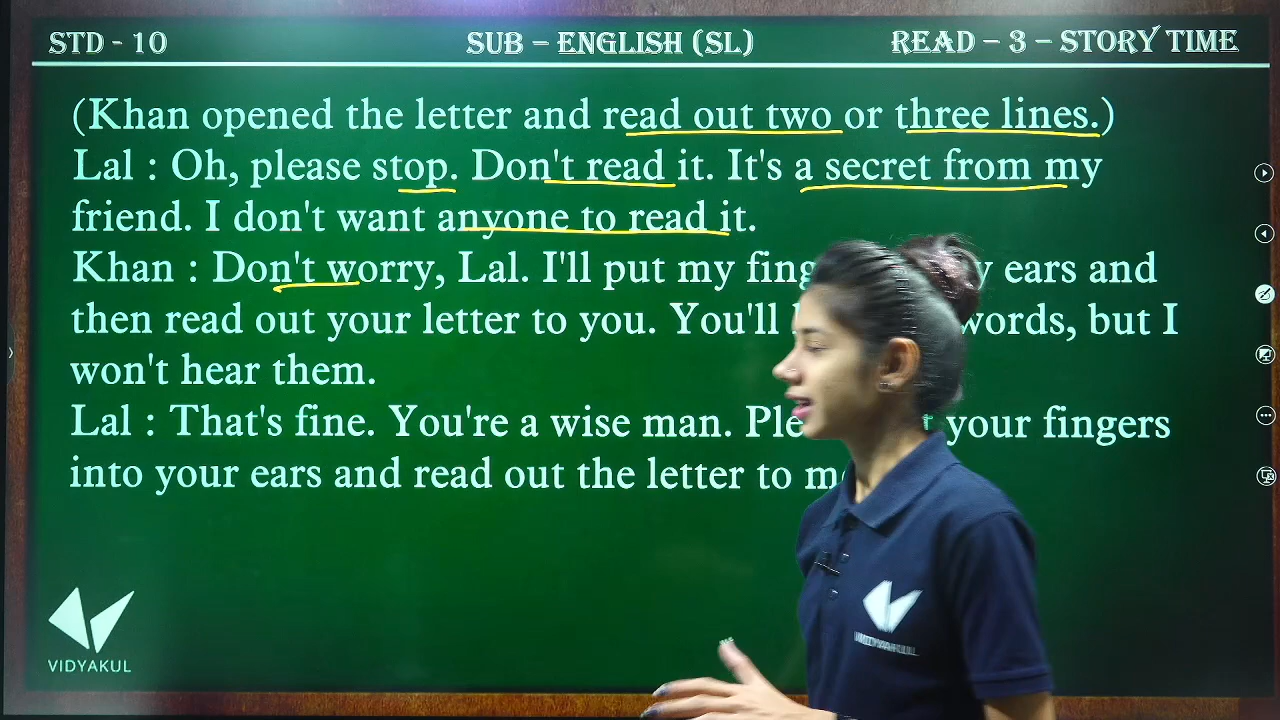 STD - 10 SUB – ENGLISH (SL) READ – 3 – STORY TIME
(Khan opened the letter and read out two or three lines.)
Lal : Oh, please stop. Don't read it. It's a secret from my
friend. I don't want anyone to read it.
Khan : Don't worry, Lal. I'll put my ears and
then read out your letter to you. You'll words, but I
won't hear them.
Lal : That's fine. You're a wise man. your fingers
into your ears and read out the letter to
VIDYAKUL
VIDYAKUL